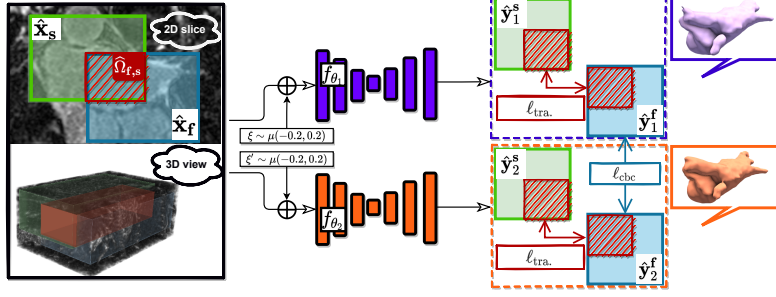 x̂ₛ
2D slice
Ω̂f,s
x̂f
3D view
ξ ∼ μ(−0.2, 0.2)
ξ′ ∼ μ(−0.2, 0.2)
fθ₁
fθ₂
ŷ₁ˢ
ℓtra.
ŷ₁ᶠ
ℓcbc
ŷ₂ˢ
ℓtra.
ŷ₂ᶠ